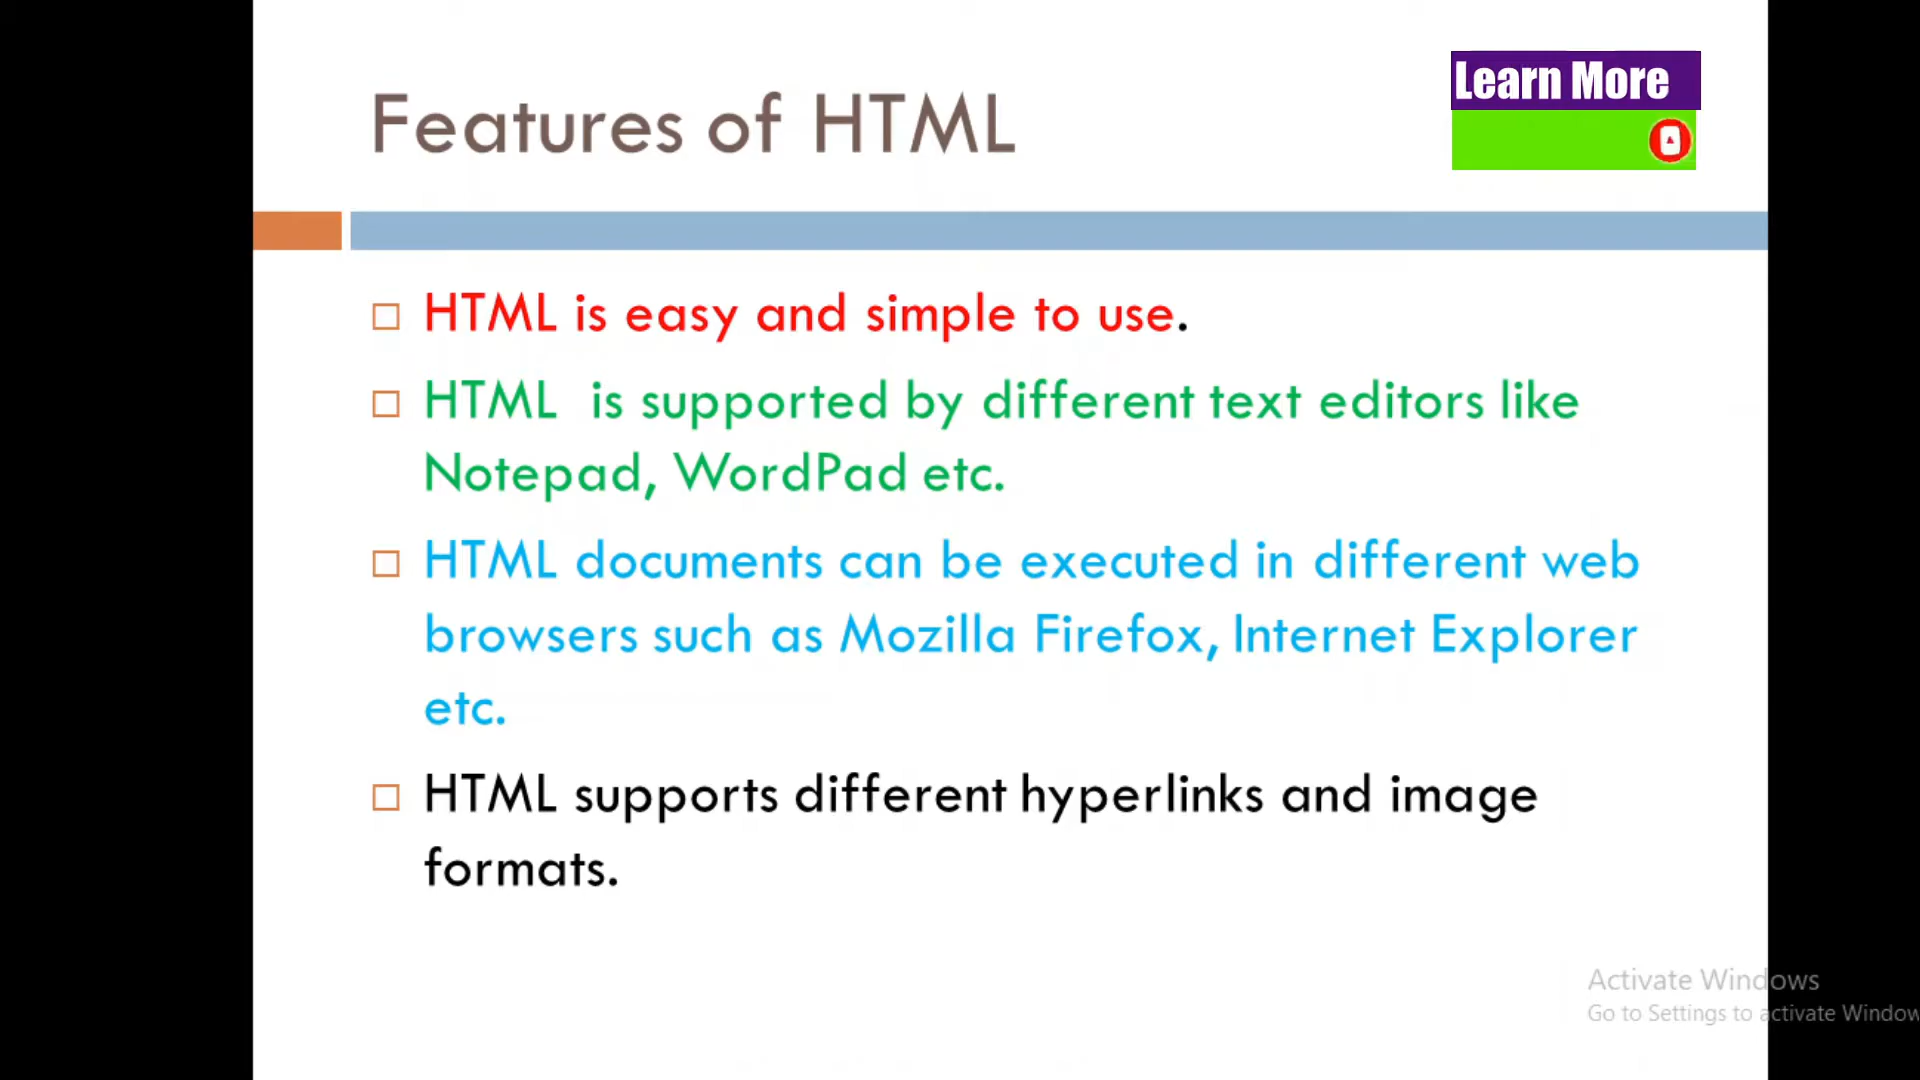 Features of HTML
Learn More
HTML is easy and simple to use.
HTML  is supported by different text editors like
Notepad, WordPad etc.
HTML documents can be executed in different web
browsers such as Mozilla Firefox, Internet Explorer
etc.
HTML supports different hyperlinks and image
formats.
Activate Windows
Go to Settings to activate Window